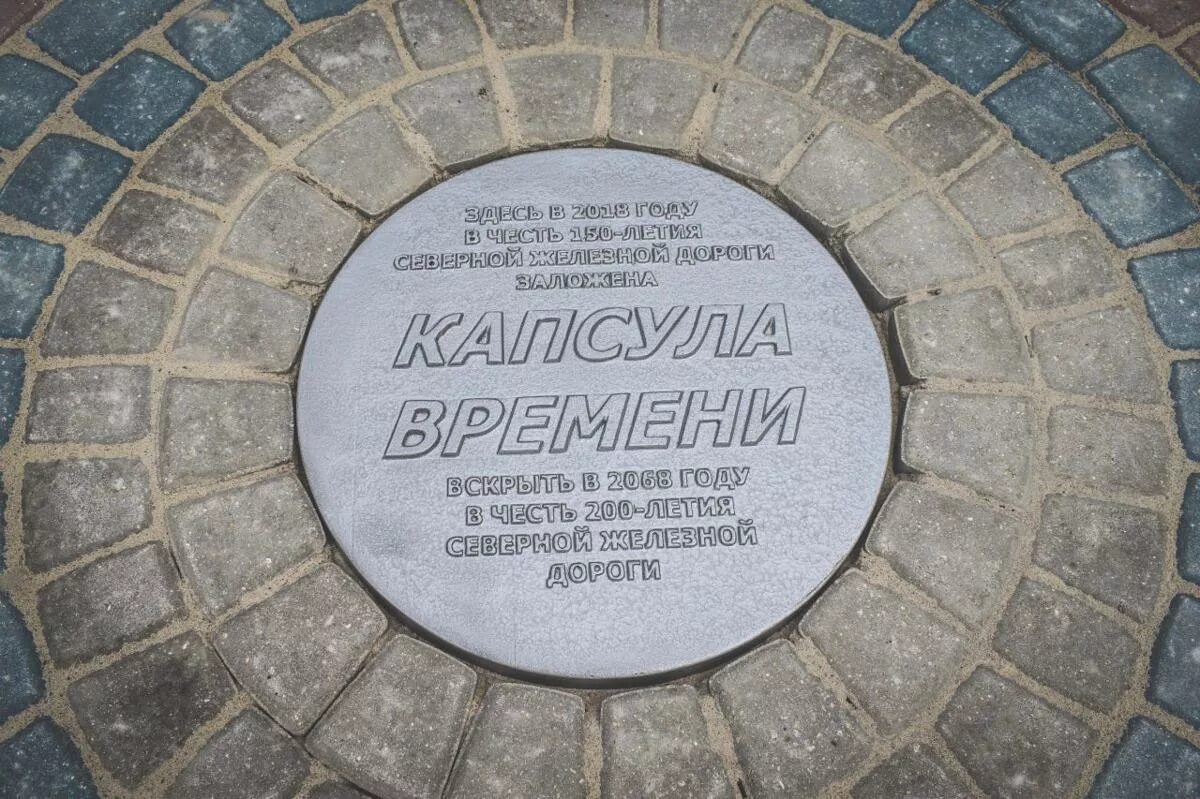 ЗДЕСЬ В 2018 ГОДУ
В ЧЕСТЬ 150-ЛЕТИЯ
СЕВЕРНОЙ ЖЕЛЕЗНОЙ ДОРОГИ
ЗАЛОЖЕНА
КАПСУЛА
ВРЕМЕНИ
ВСКРЫТЬ В 2068 ГОДУ
В ЧЕСТЬ 200-ЛЕТИЯ
СЕВЕРНОЙ ЖЕЛЕЗНОЙ
ДОРОГИ